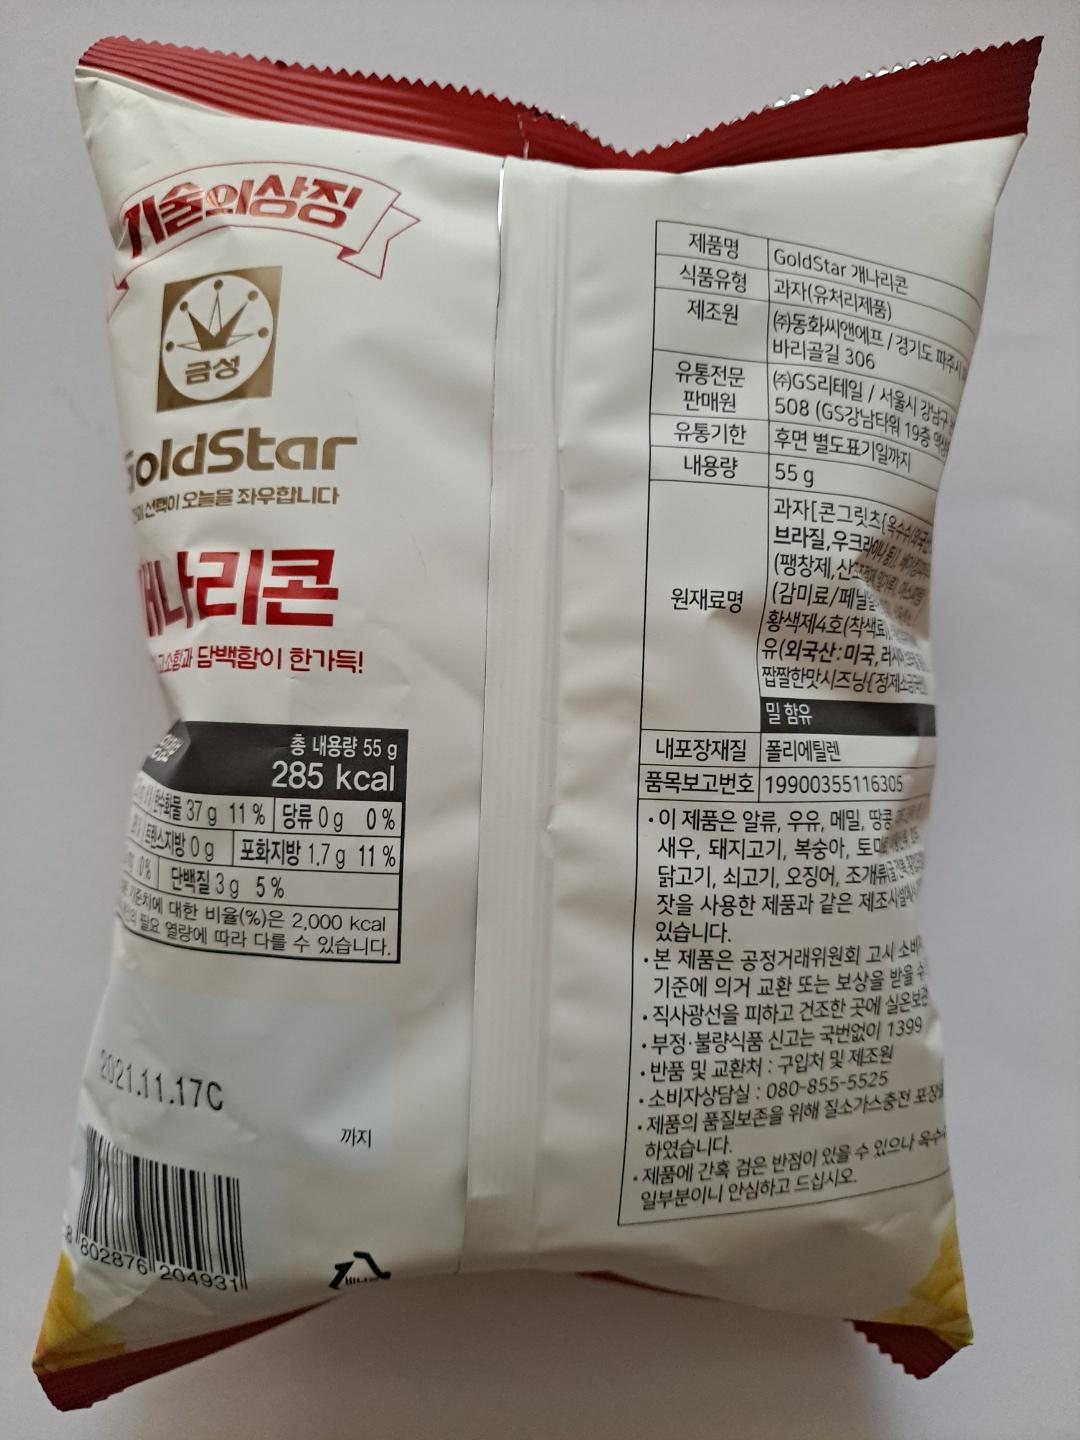 기술의상징
금성
GoldStar
선택이 오늘을 좌우합니다
개나리콘
고소함과 담백함이 한가득!
총 내용량 55 g
285 kcal
탄수화물 37 g 11 % 당류 0 g 0 %
트랜스지방 0 g 포화지방 1.7 g 11 %
0% 단백질 3 g 5 %
기준치에 대한 비율(%)은 2,000 kcal
필요 열량에 따라 다를 수 있습니다.
2021.11.17C
까지
8 802876 204931
비닐
제품명 GoldStar 개나리콘
식품유형 과자(유처리제품)
제조원 ㈜동화씨앤에프 / 경기도 파주시
바리골길 306
유통전문 판매원 ㈜GS리테일 / 서울시 강남구
508 (GS강남타워 19층
유통기한 후면 별도표기일까지
내용량 55 g
원재료명 과자[콘그릿츠{옥수수(외국산
브라질, 우크라이나
(팽창제,
(감미료/페닐
황색제4호(착색료)
유(외국산:미국, 러시아
짭짤한맛시즈닝{정제소금
밀 함유
내포장재질 폴리에틸렌
품목보고번호 19900355116305
· 이 제품은 알류, 우유, 메밀, 땅콩
새우, 돼지고기, 복숭아, 토마
닭고기, 쇠고기, 오징어, 조개류
잣을 사용한 제품과 같은 제조시설에서
있습니다.
· 본 제품은 공정거래위원회 고시 소비
기준에 의거 교환 또는 보상을 받을 수
· 직사광선을 피하고 건조한 곳에 실온보관
· 부정·불량식품 신고는 국번없이 1399
· 반품 및 교환처 : 구입처 및 제조원
· 소비자상담실 : 080-855-5525
· 제품의 품질보존을 위해 질소가스충전 포장을
하였습니다.
· 제품에 간혹 검은 반점이 있을 수 있으나 옥수수
일부분이니 안심하고 드십시오.